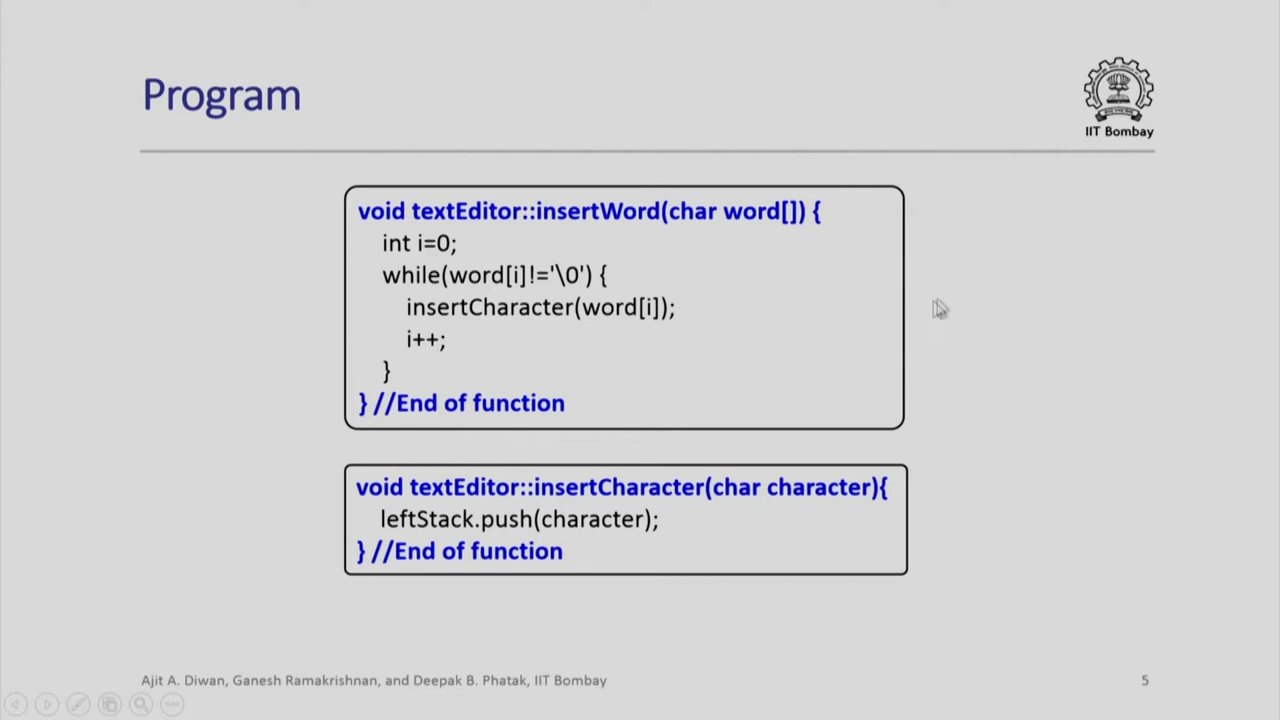 Program
IIT Bombay
void textEditor::insertWord(char word[]) {
int i=0;
while(word[i]!='\0') {
insertCharacter(word[i]);
i++;
}
} //End of function
void textEditor::insertCharacter(char character){
leftStack.push(character);
} //End of function
Ajit A. Diwan, Ganesh Ramakrishnan, and Deepak B. Phatak, IIT Bombay
5